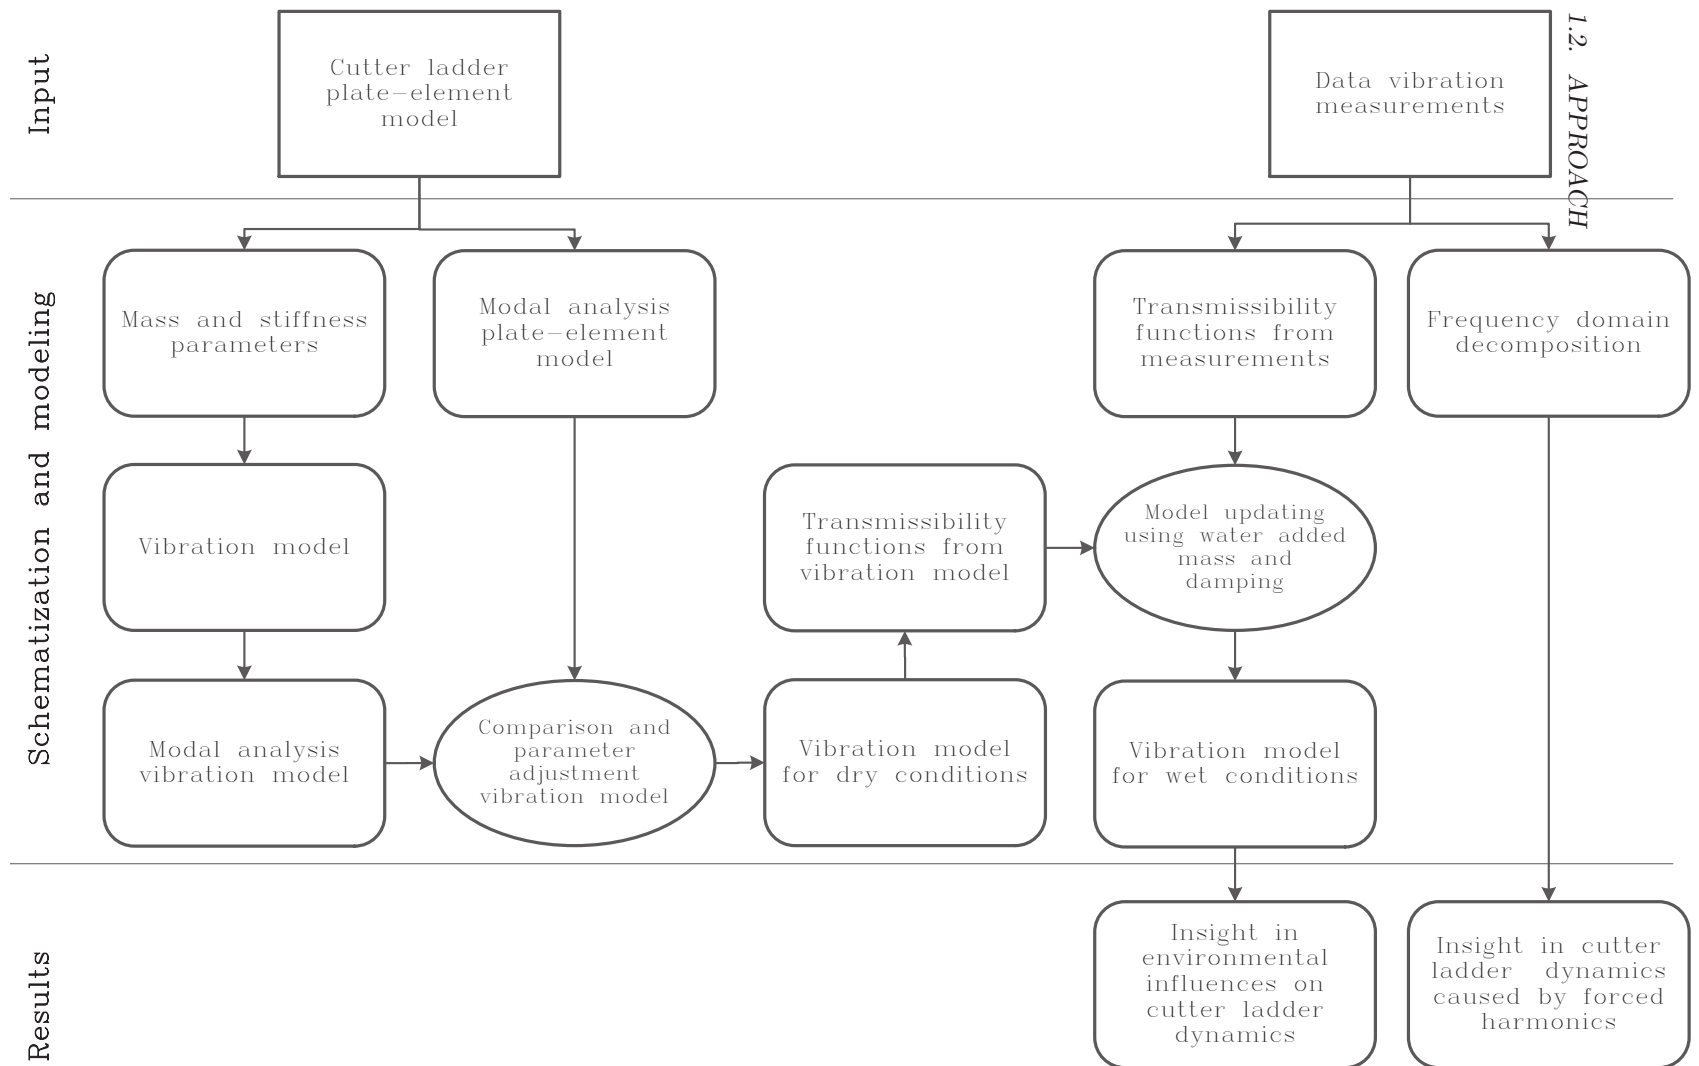 Input
Cutter ladder
plate-element
model
Data vibration
measurements
1.2. APPROACH
Schematization and modeling
Mass and stiffness
parameters
Modal analysis
plate-element
model
Transmissibility
functions from
measurements
Frequency domain
decomposition
Vibration model
Transmissibility
functions from
vibration model
Model updating
using water added
mass and
damping
Modal analysis
vibration model
Comparison and
parameter
adjustment
vibration model
Vibration model
for dry conditions
Vibration model
for wet conditions
Results
Insight in
environmental
influences on
cutter ladder
dynamics
Insight in cutter
ladder dynamics
caused by forced
harmonics